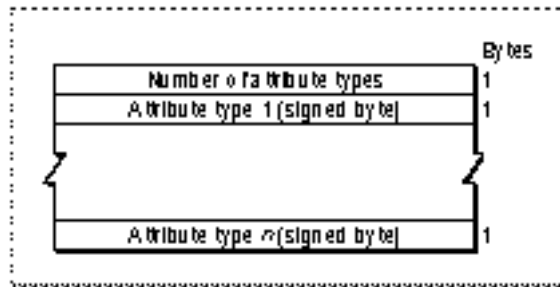 Bytes
Number of attribute types 1
Attribute type 1 (signed byte) 1
Attribute type n (signed byte) 1